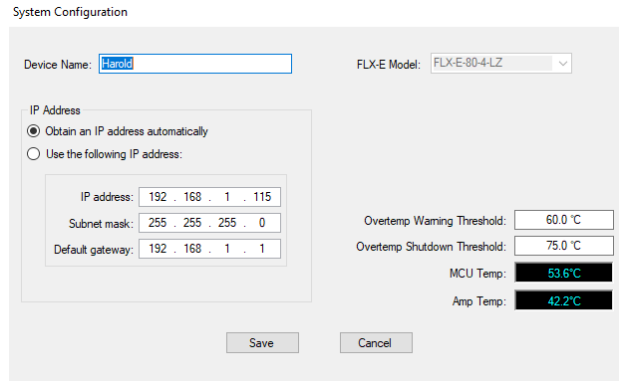 System Configuration
Device Name: Harold
FLX-E Model: FLX-E-80-4-LZ
IP Address
Obtain an IP address automatically
Use the following IP address:
IP address: 192 . 168 . 1 . 115
Subnet mask: 255 . 255 . 255 . 0
Default gateway: 192 . 168 . 1 . 1
Overtemp Warning Threshold: 60.0 °C
Overtemp Shutdown Threshold: 75.0 °C
MCU Temp: 53.6°C
Amp Temp: 42.2°C
Save
Cancel